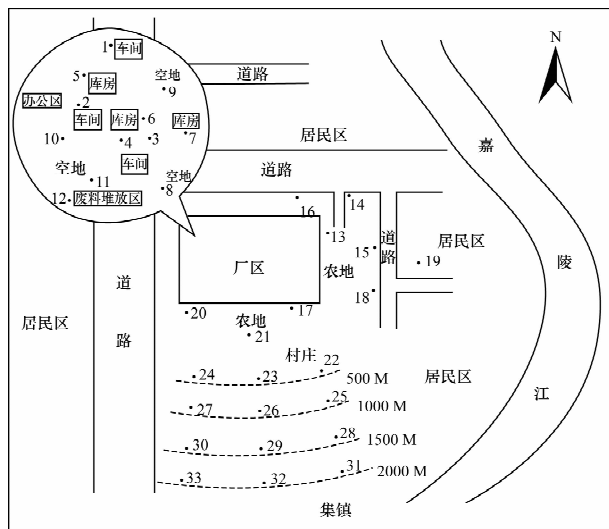 N
1
车间
5
库房
空地
9
办公区
2
车间
库房
6
库房
7
10
4
3
车间
空地
11
空地
8
12
废料堆放区
道路
居民区
道路
嘉
陵
江
16
14
13
15
道
路
居民区
19
厂区
农地
18
道
路
居民区
20
17
农地
21
村庄
22
居民区
24
23
500 M
27
26
25
1000 M
30
29
28
1500 M
33
32
31
2000 M
集镇